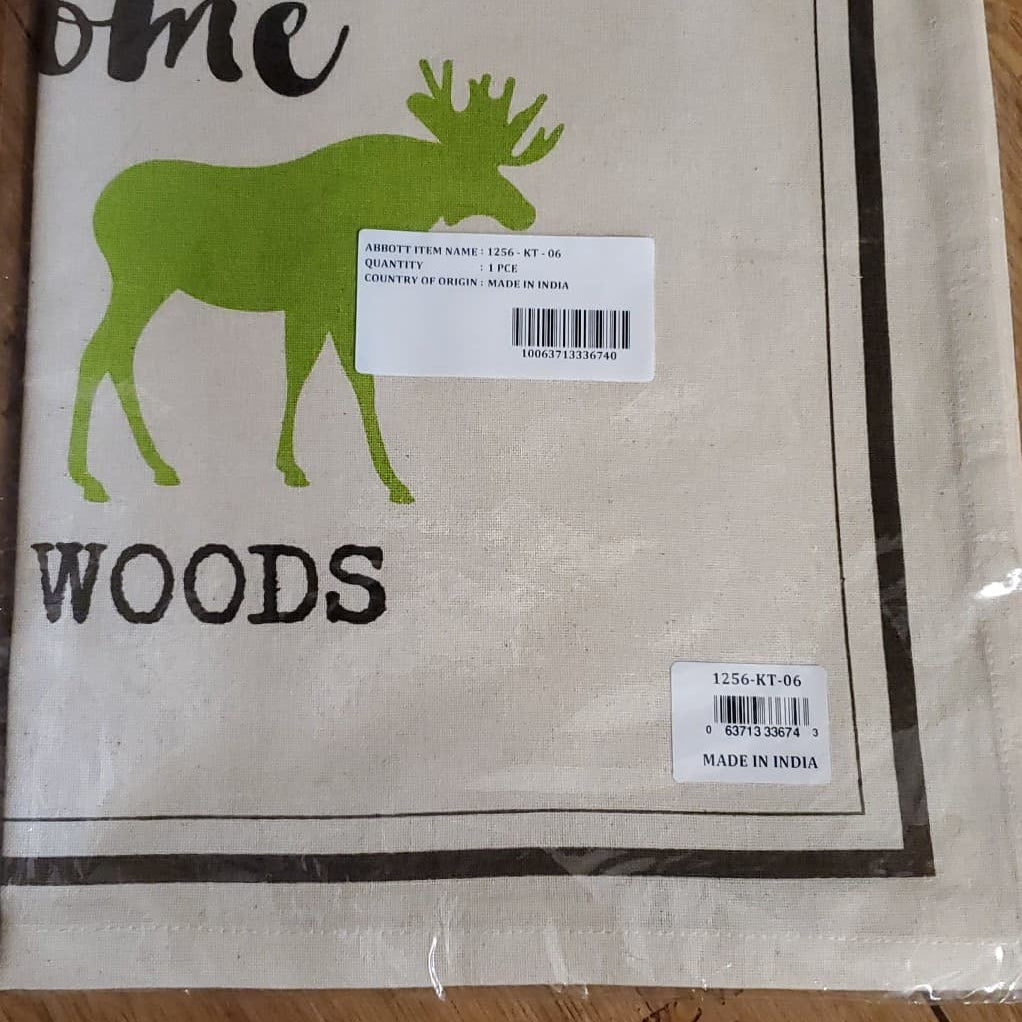 ome
ABBOTT ITEM NAME : 1256 - KT - 06
QUANTITY : 1 PCE
COUNTRY OF ORIGIN : MADE IN INDIA
10063713336740
WOODS
1256-KT-06
0 63713 33674 3
MADE IN INDIA